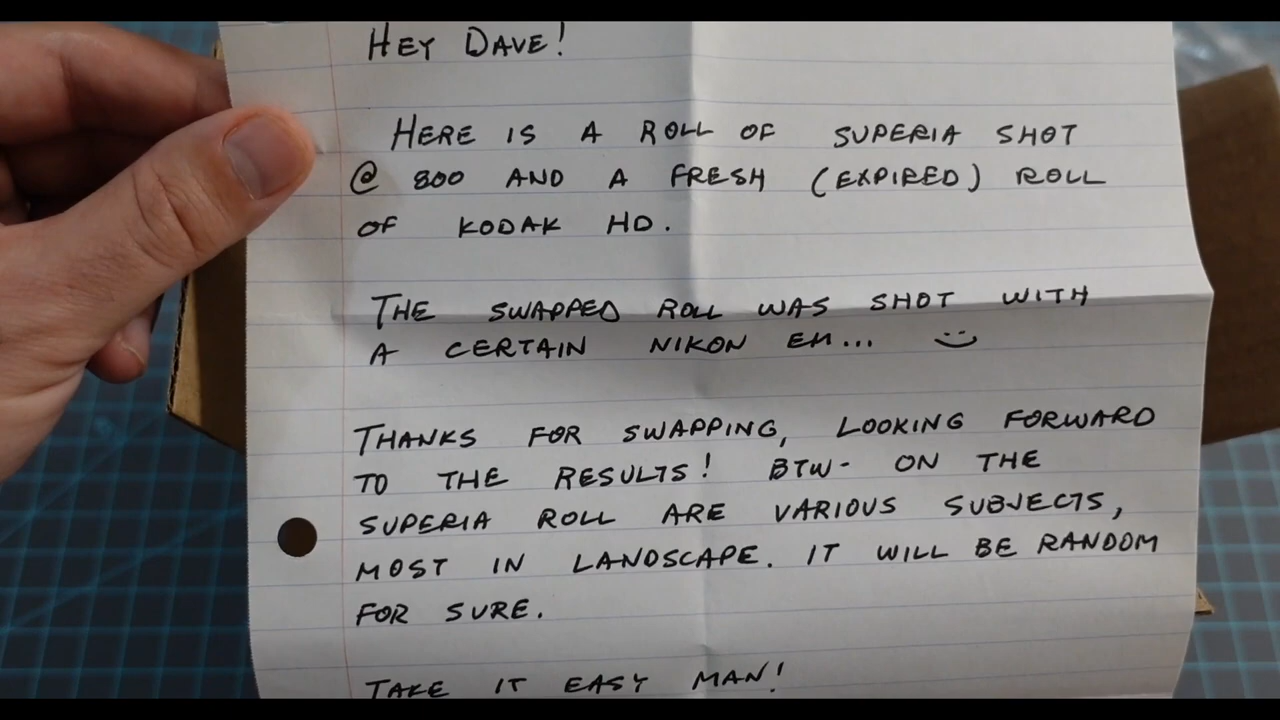 HEY DAVE!
HERE IS A ROLL OF SUPERIA SHOT
@ 800 AND A FRESH (EXPIRED) ROLL
OF KODAK HD.
THE SWAPPED ROLL WAS SHOT WITH
A CERTAIN NIKON EM... :)
THANKS FOR SWAPPING, LOOKING FORWARD
TO THE RESULTS! BTW- ON THE
SUPERIA ROLL ARE VARIOUS SUBJECTS,
MOST IN LANDSCAPE. IT WILL BE RANDOM
FOR SURE.
TAKE IT EASY MAN!